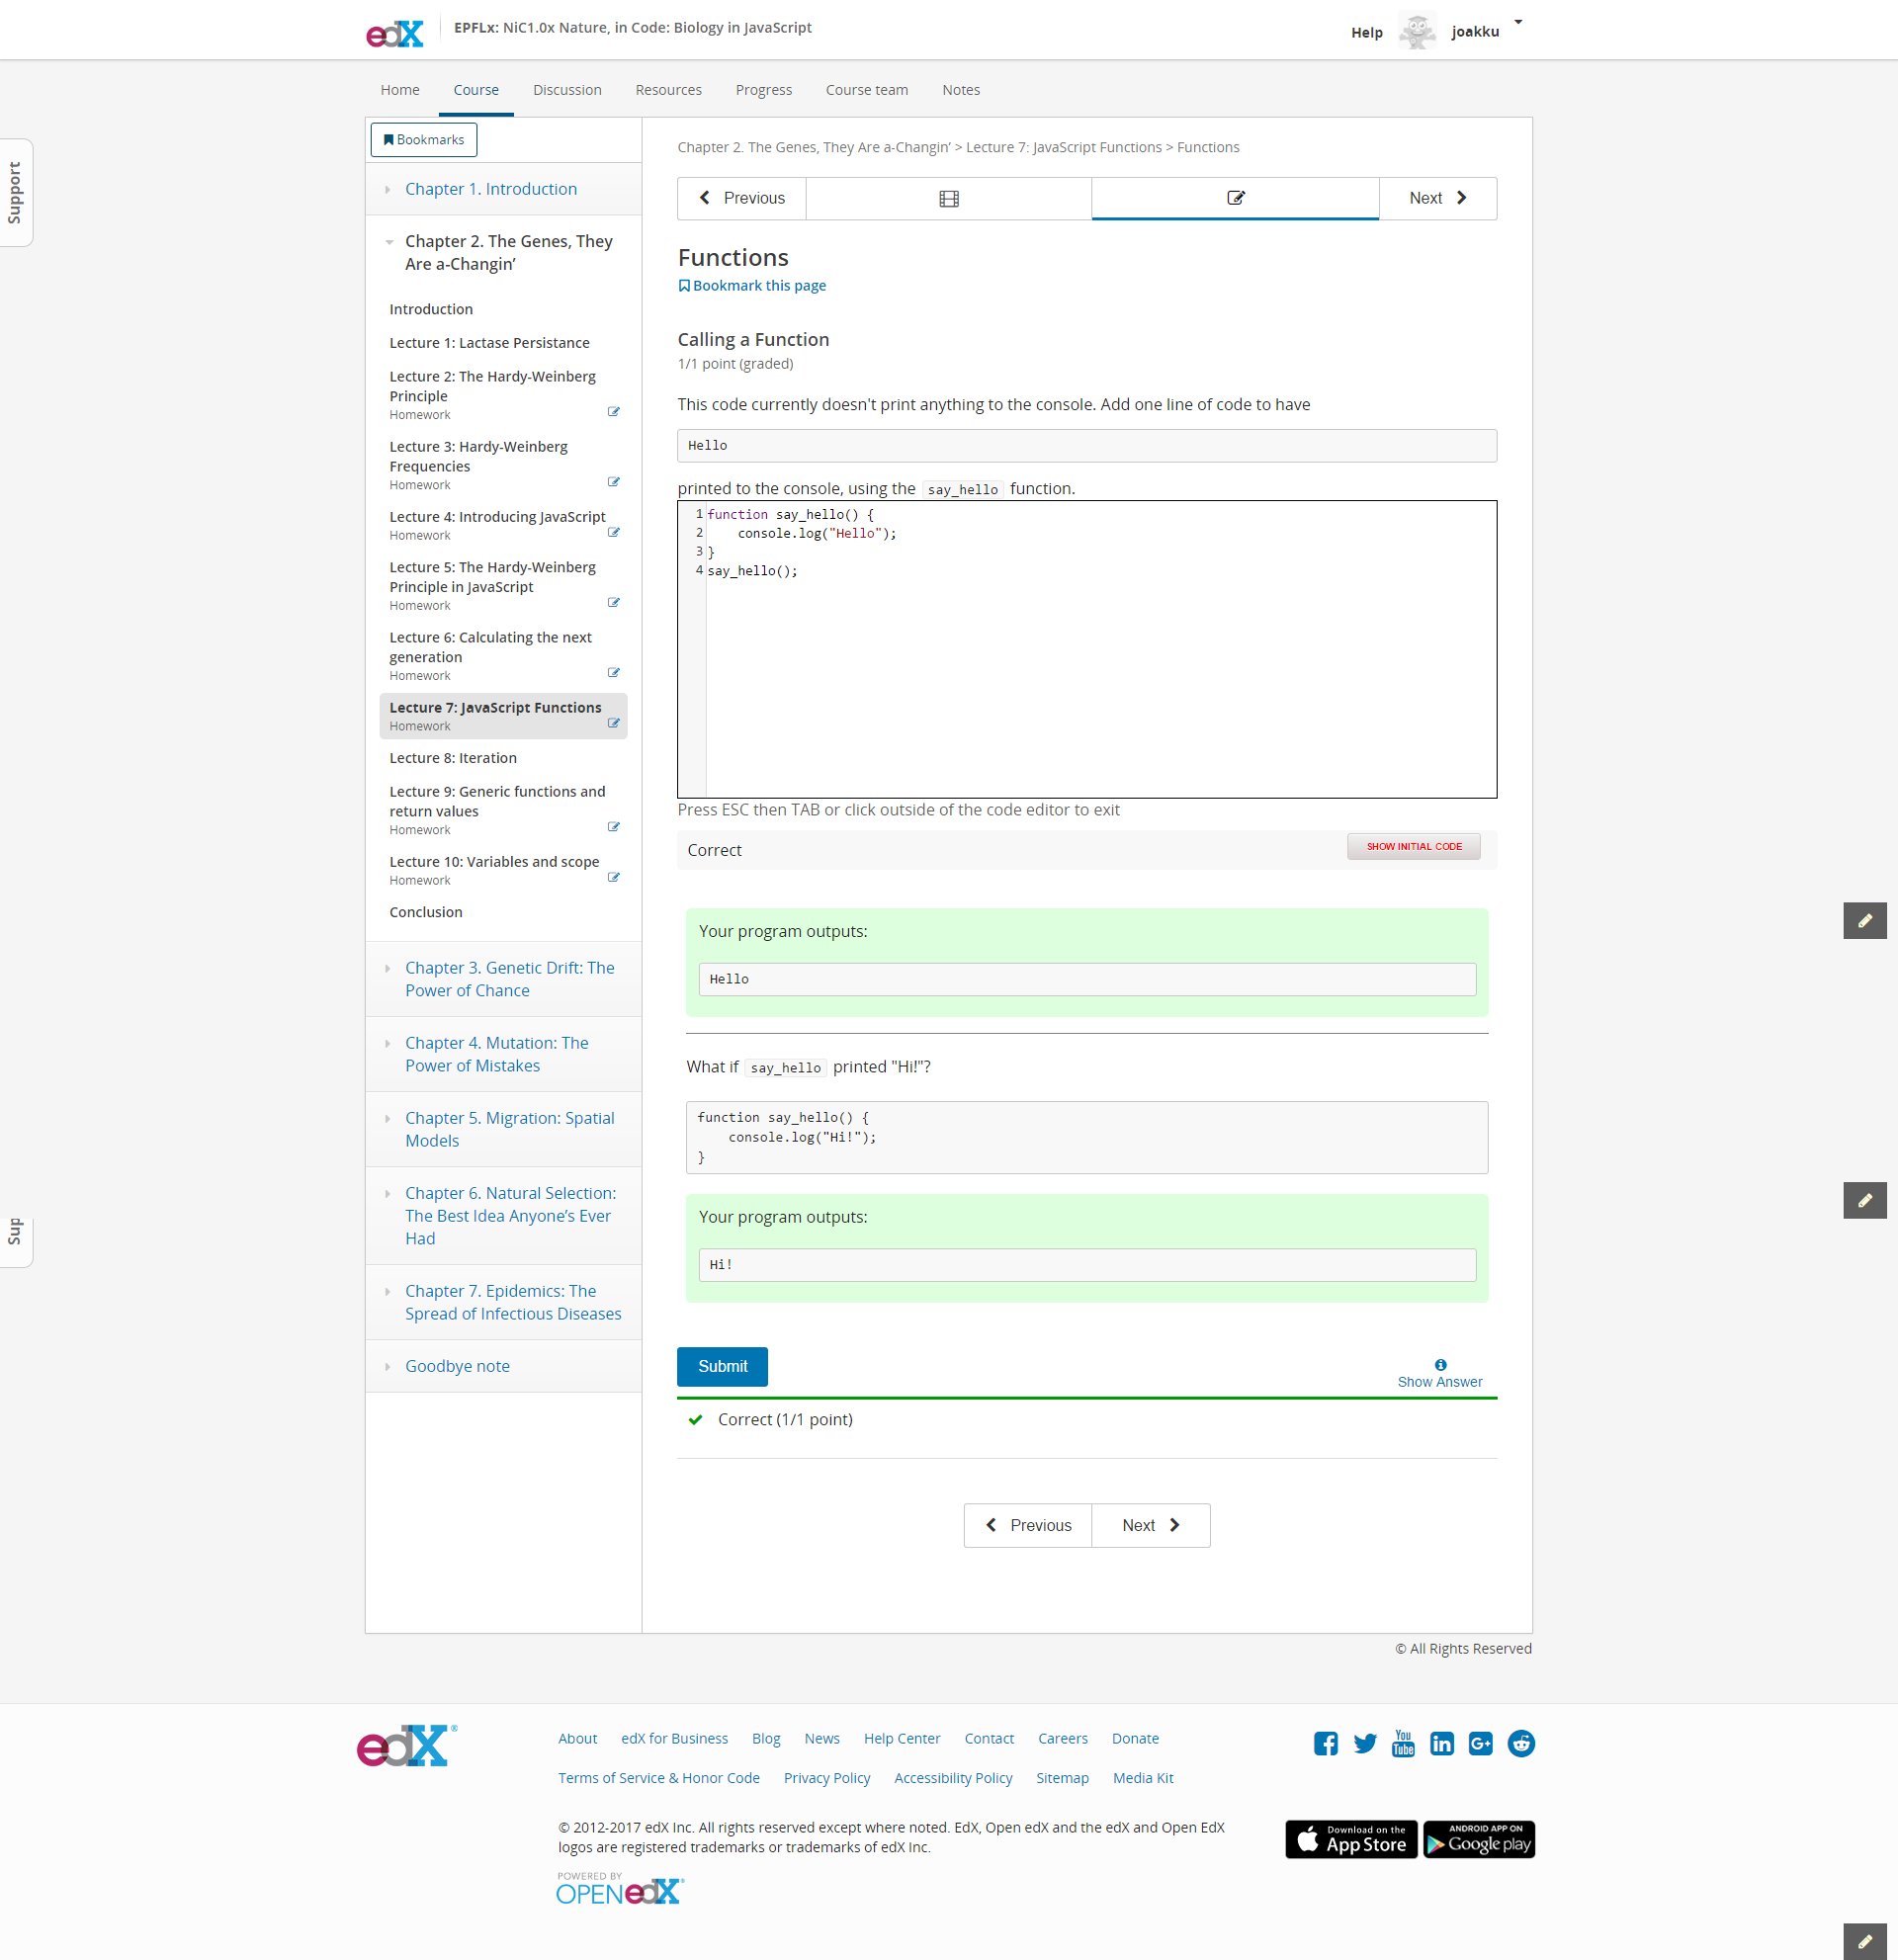 edX
EPFLx: NiC1.0x Nature, in Code: Biology in JavaScript
Help
joakku
Home
Course
Discussion
Resources
Progress
Course team
Notes
Support
Bookmarks
Chapter 1. Introduction
Chapter 2. The Genes, They
Are a-Changin’
Introduction
Lecture 1: Lactase Persistance
Lecture 2: The Hardy-Weinberg
Principle
Homework
Lecture 3: Hardy-Weinberg
Frequencies
Homework
Lecture 4: Introducing JavaScript
Homework
Lecture 5: The Hardy-Weinberg
Principle in JavaScript
Homework
Lecture 6: Calculating the next
generation
Homework
Lecture 7: JavaScript Functions
Homework
Lecture 8: Iteration
Lecture 9: Generic functions and
return values
Homework
Lecture 10: Variables and scope
Homework
Conclusion
Chapter 3. Genetic Drift: The
Power of Chance
Chapter 4. Mutation: The
Power of Mistakes
Chapter 5. Migration: Spatial
Models
Chapter 6. Natural Selection:
The Best Idea Anyone’s Ever
Had
Chapter 7. Epidemics: The
Spread of Infectious Diseases
Goodbye note
Sup
Chapter 2. The Genes, They Are a-Changin’ > Lecture 7: JavaScript Functions > Functions
Previous
Next
Functions
Bookmark this page
Calling a Function
1/1 point (graded)
This code currently doesn't print anything to the console. Add one line of code to have
Hello
printed to the console, using the say_hello function.
1 function say_hello() {
2     console.log("Hello");
3 }
4 say_hello();
Press ESC then TAB or click outside of the code editor to exit
Correct
SHOW INITIAL CODE
Your program outputs:
Hello
What if say_hello printed "Hi!"?
function say_hello() {
    console.log("Hi!");
}
Your program outputs:
Hi!
Submit
Show Answer
Correct (1/1 point)
Previous
Next
© All Rights Reserved
edX®
About
edX for Business
Blog
News
Help Center
Contact
Careers
Donate
Terms of Service & Honor Code
Privacy Policy
Accessibility Policy
Sitemap
Media Kit
You
Tube
in
G+
© 2012-2017 edX Inc. All rights reserved except where noted. EdX, Open edX and the edX and Open EdX
logos are registered trademarks or trademarks of edX Inc.
Download on the
App Store
ANDROID APP ON
Google play
POWERED BY
OPEN edX